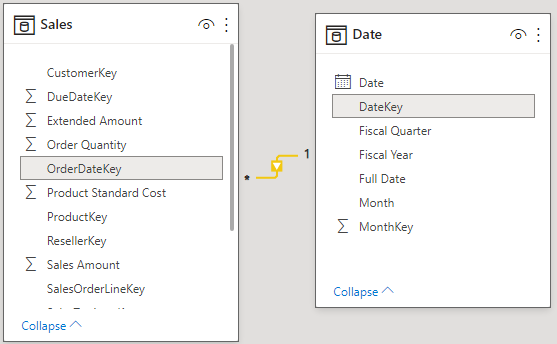 Sales
CustomerKey
DueDateKey
Extended Amount
Order Quantity
OrderDateKey
Product Standard Cost
ProductKey
ResellerKey
Sales Amount
SalesOrderLineKey
Collapse
* 1
Date
Date
DateKey
Fiscal Quarter
Fiscal Year
Full Date
Month
MonthKey
Collapse